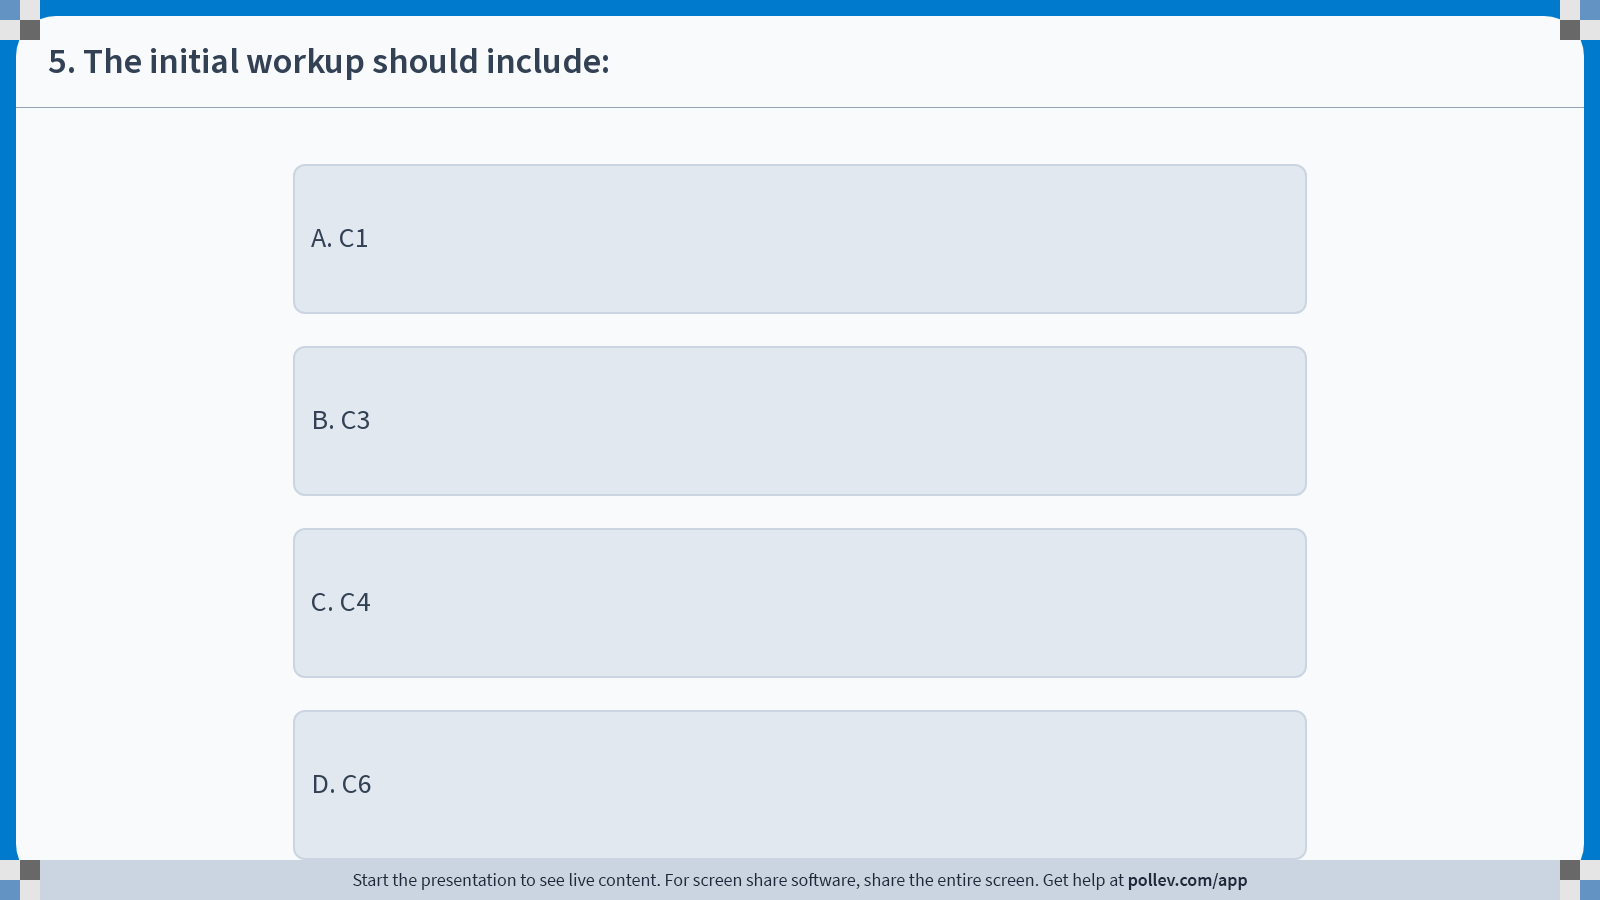 5. The initial workup should include:
A. C1
B. C3
C. C4
D. C6
Start the presentation to see live content. For screen share software, share the entire screen. Get help at pollev.com/app